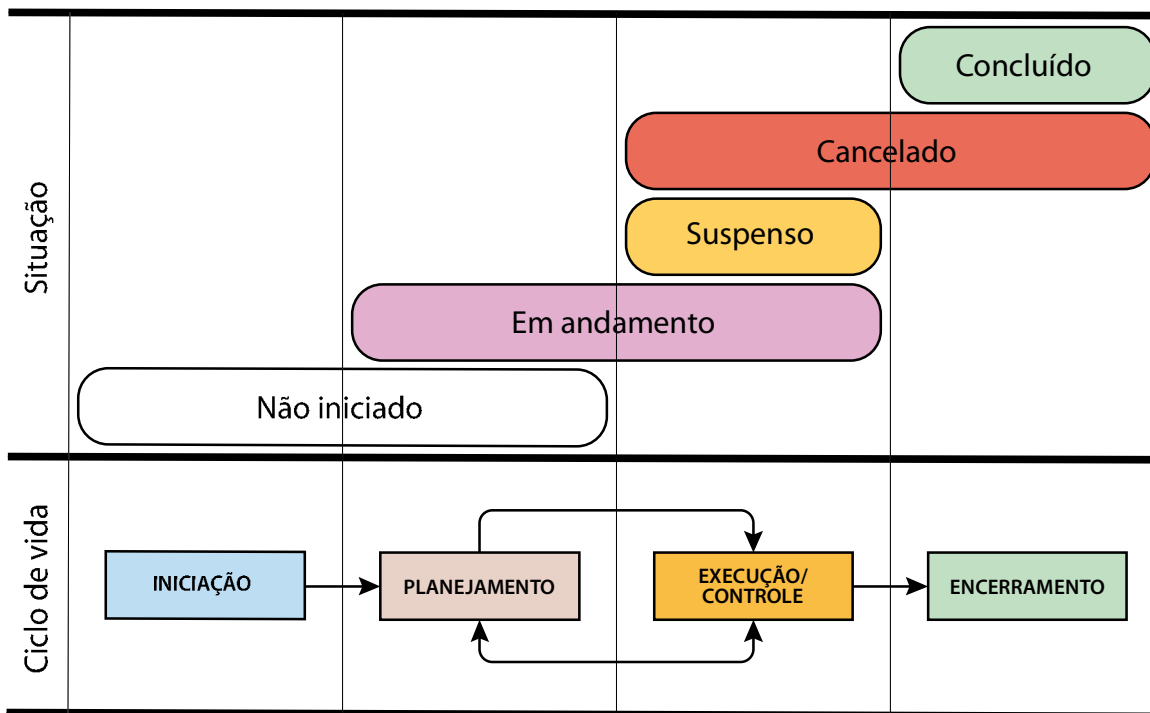 Situação
Concluído
Cancelado
Suspenso
Em andamento
Não iniciado
Ciclo de vida
INICIAÇÃO
PLANEJAMENTO
EXECUÇÃO/
CONTROLE
ENCERRAMENTO